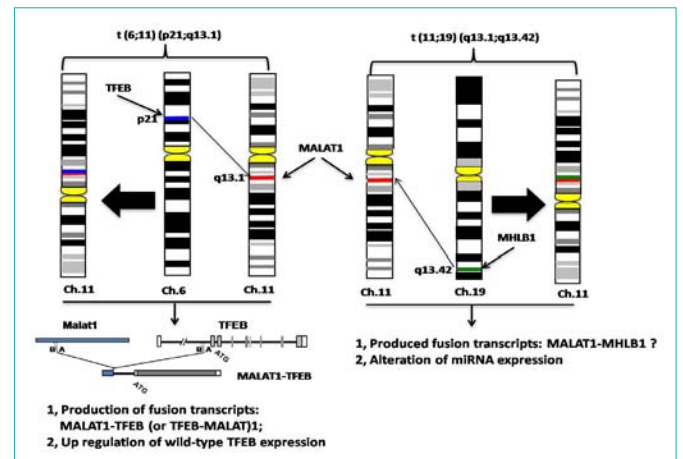 t (6;11) (p21;q13.1)
t (11;19) (q13.1;q13.42)
TFEB
p21
MALAT1
q13.1
MHLB1
q13.42
Ch.11
Ch.6
Ch.11
Ch.11
Ch.19
Ch.11
Malat1
TFEB
B A
B A
ATG
MALAT1-TFEB
ATG
1, Production of fusion transcripts:
MALAT1-TFEB (or TFEB-MALAT)1;
2, Up regulation of wild-type TFEB expression
1, Produced fusion transcripts: MALAT1-MHLB1 ?
2, Alteration of miRNA expression